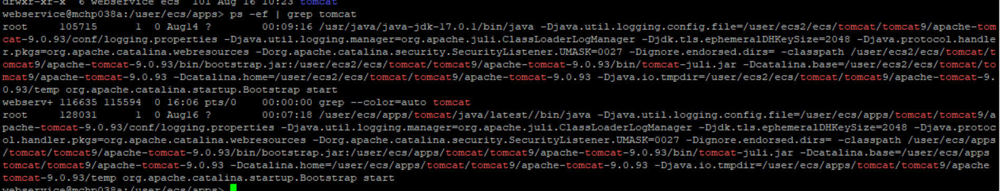 drwxr-xr-x  6 webservice ecs  101 Aug 16 10:23 tomcat
webservice@mchp038a:/user/ecs/apps> ps -ef | grep tomcat
root     105715      1  0 Aug14 ?        00:09:16 /usr/java/java-jdk-17.0.1/bin/java -Djava.util.logging.config.file=/user/ecs2/ecs/tomcat/tomcat9/apache-tom
cat-9.0.93/conf/logging.properties -Djava.util.logging.manager=org.apache.juli.ClassLoaderLogManager -Djdk.tls.ephemeralDHKeySize=2048 -Djava.protocol.handle
r.pkgs=org.apache.catalina.webresources -Dorg.apache.catalina.security.SecurityListener.UMASK=0027 -Dignore.endorsed.dirs= -classpath /user/ecs2/ecs/tomcat/t
omcat9/apache-tomcat-9.0.93/bin/bootstrap.jar:/user/ecs2/ecs/tomcat/tomcat9/apache-tomcat-9.0.93/bin/tomcat-juli.jar -Dcatalina.base=/user/ecs2/ecs/tomcat/to
mcat9/apache-tomcat-9.0.93 -Dcatalina.home=/user/ecs2/ecs/tomcat/tomcat9/apache-tomcat-9.0.93 -Djava.io.tmpdir=/user/ecs2/ecs/tomcat/tomcat9/apache-tomcat-9.
0.93/temp org.apache.catalina.startup.Bootstrap start
webserv+ 116635 115594  0 16:06 pts/0    00:00:00 grep --color=auto tomcat
root     128031      1  0 Aug16 ?        00:07:18 /user/ecs/apps/tomcat/java/latest//bin/java -Djava.util.logging.config.file=/user/ecs/apps/tomcat/tomcat9/a
pache-tomcat-9.0.93/conf/logging.properties -Djava.util.logging.manager=org.apache.juli.ClassLoaderLogManager -Djdk.tls.ephemeralDHKeySize=2048 -Djava.protoc
ol.handler.pkgs=org.apache.catalina.webresources -Dorg.apache.catalina.security.SecurityListener.UMASK=0027 -Dignore.endorsed.dirs= -classpath /user/ecs/apps
/tomcat/tomcat9/apache-tomcat-9.0.93/bin/bootstrap.jar:/user/ecs/apps/tomcat/tomcat9/apache-tomcat-9.0.93/bin/tomcat-juli.jar -Dcatalina.base=/user/ecs/apps
tomcat/tomcat9/apache-tomcat-9.0.93 -Dcatalina.home=/user/ecs/apps/tomcat/tomcat9/apache-tomcat-9.0.93 -Djava.io.tmpdir=/user/ecs/apps/tomcat/tomcat9/apache
tomcat-9.0.93/temp org.apache.catalina.startup.Bootstrap start
webservice@mchp038a:/user/ecs/apps>